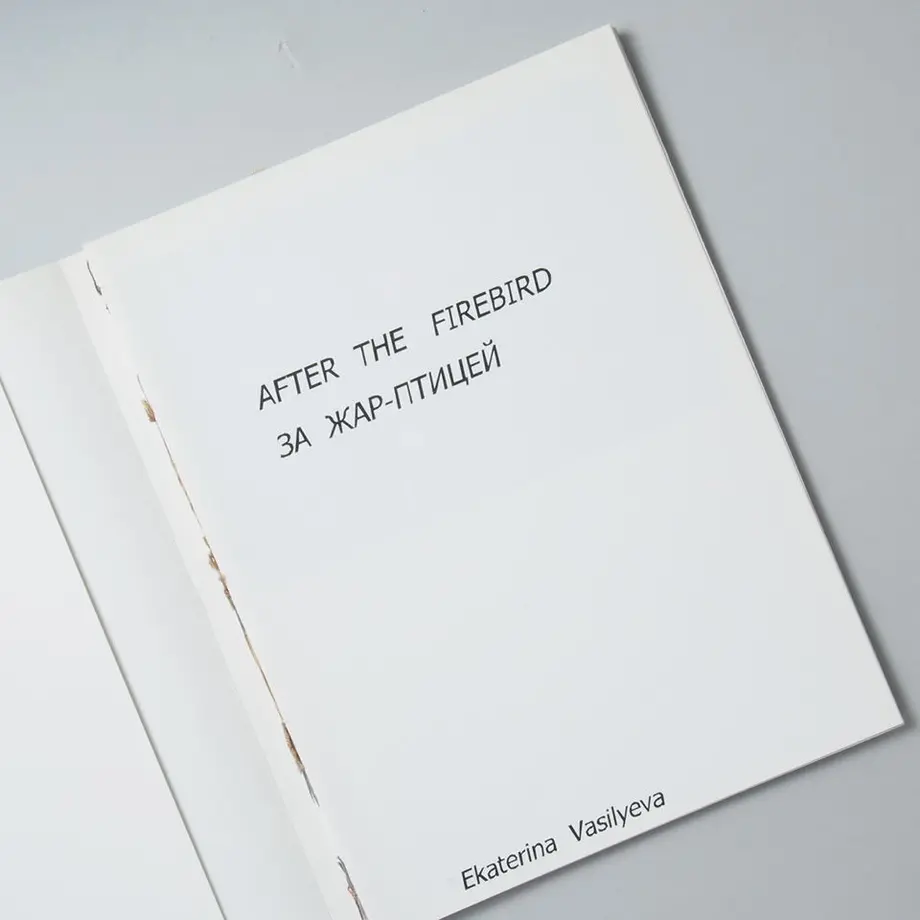 AFTER THE FIREBIRD
ЗА ЖАР-ПТИЦЕЙ
Ekaterina Vasilyeva